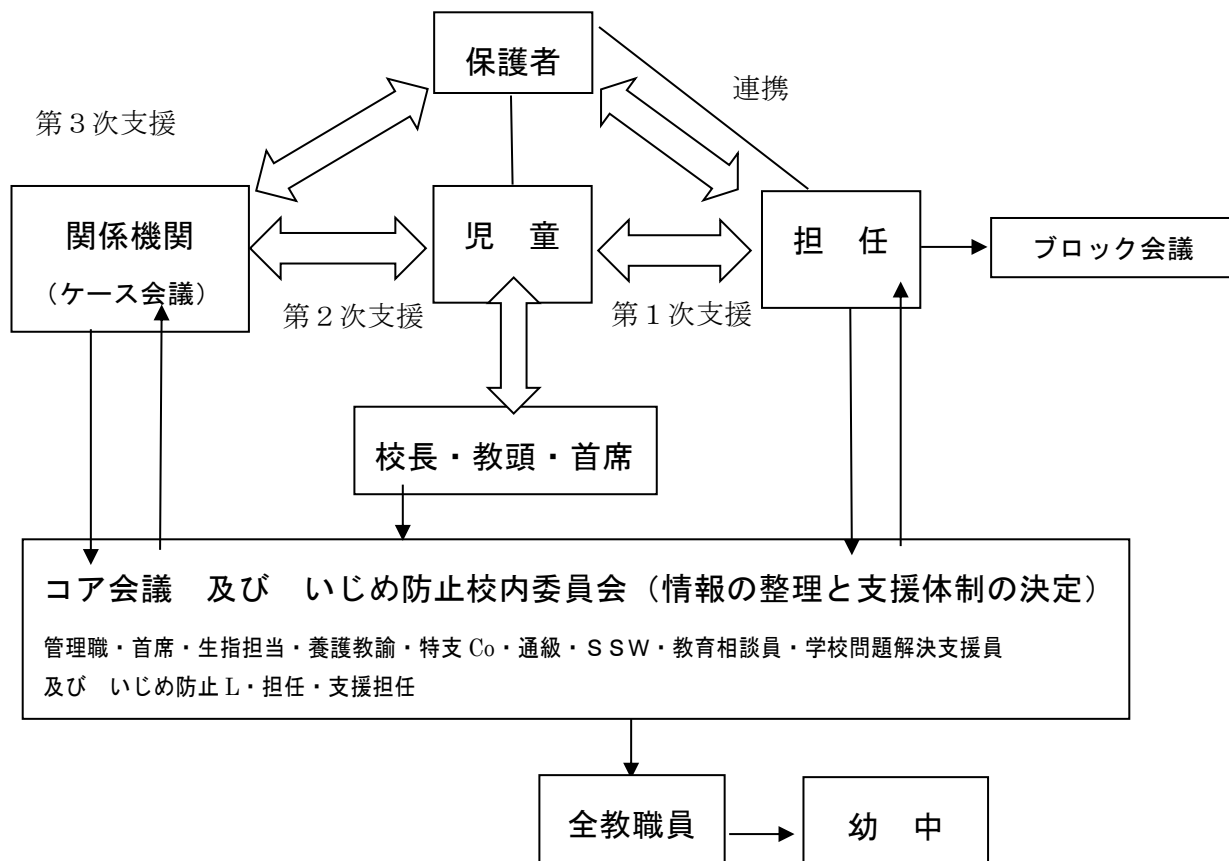 保護者
連携
第３次支援
関係機関
（ケース会議）
児　童
担　任
ブロック会議
第２次支援
第１次支援
校長・教頭・首席
コア会議　及び　いじめ防止校内委員会（情報の整理と支援体制の決定）
管理職・首席・生指担当・養護教諭・特支 Co・通級・ＳＳＷ・教育相談員・学校問題解決支援員
及び　いじめ防止 L・担任・支援担任
全教職員
幼　中